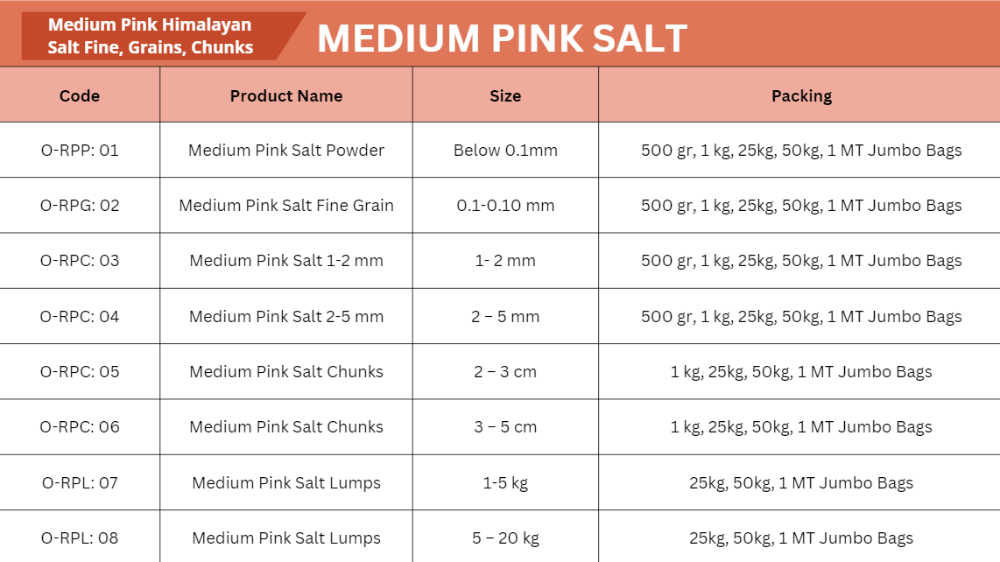 Medium Pink Himalayan
Salt Fine, Grains, Chunks
MEDIUM PINK SALT
Code Product Name Size Packing
O-RPP: 01 Medium Pink Salt Powder Below 0.1mm 500 gr, 1 kg, 25kg, 50kg, 1 MT Jumbo Bags
O-RPG: 02 Medium Pink Salt Fine Grain 0.1-0.10 mm 500 gr, 1 kg, 25kg, 50kg, 1 MT Jumbo Bags
O-RPC: 03 Medium Pink Salt 1-2 mm 1- 2 mm 500 gr, 1 kg, 25kg, 50kg, 1 MT Jumbo Bags
O-RPC: 04 Medium Pink Salt 2-5 mm 2 – 5 mm 500 gr, 1 kg, 25kg, 50kg, 1 MT Jumbo Bags
O-RPC: 05 Medium Pink Salt Chunks 2 – 3 cm 1 kg, 25kg, 50kg, 1 MT Jumbo Bags
O-RPC: 06 Medium Pink Salt Chunks 3 – 5 cm 1 kg, 25kg, 50kg, 1 MT Jumbo Bags
O-RPL: 07 Medium Pink Salt Lumps 1-5 kg 25kg, 50kg, 1 MT Jumbo Bags
O-RPL: 08 Medium Pink Salt Lumps 5 – 20 kg 25kg, 50kg, 1 MT Jumbo Bags